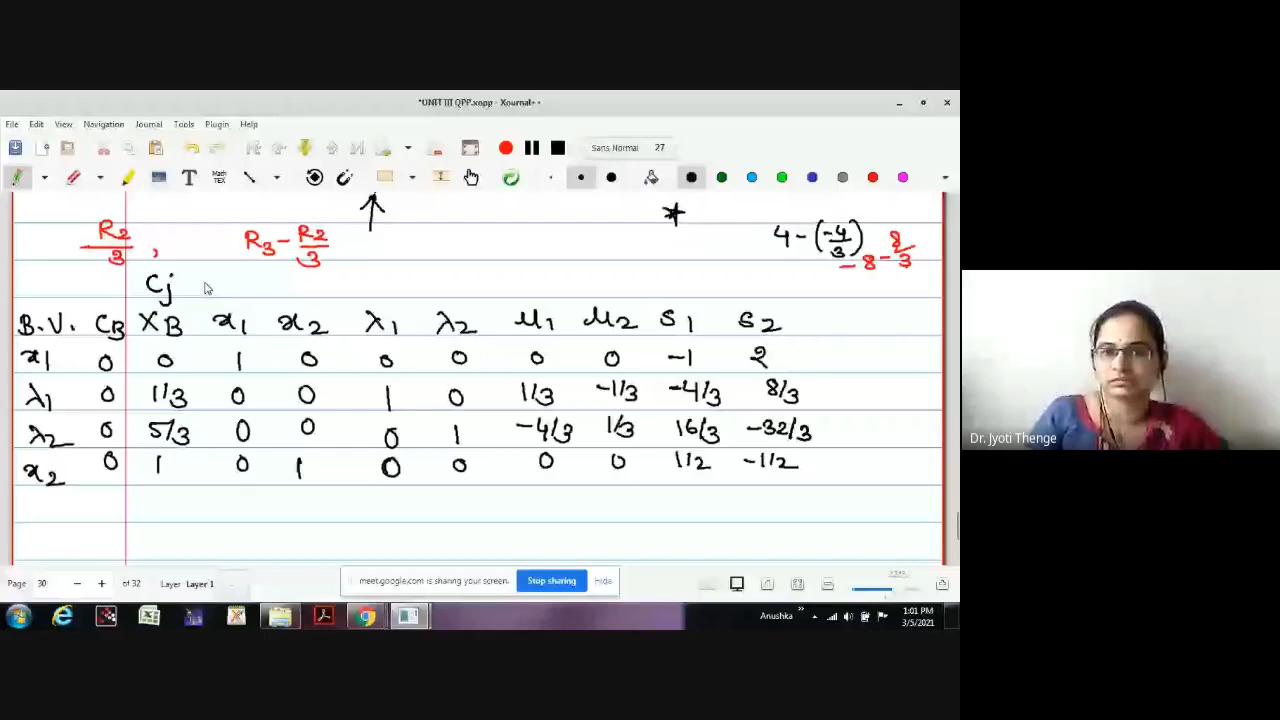 *UNIT III QPP.xopp - Xournal++
File Edit View Navigation Journal Tools Plugin Help
Sans Normal 27
Math TEX
R2/3 , R3 - R2/3 4 - (-4/3) - 8 - 8/3
Cj
B.V. CB XB x1 x2 λ1 λ2 μ1 μ2 S1 S2
x1 0 0 1 0 0 0 0 0 -1 2
λ1 0 1/3 0 0 1 0 1/3 -1/3 -4/3 8/3
λ2 0 5/3 0 0 0 1 -4/3 1/3 16/3 -32/3
x2 0 1 0 1 0 0 0 0 1/2 -1/2
Dr. Jyoti Thenge
Page 30 of 32 Layer Layer 1
meet.google.com is sharing your screen. Stop sharing Hide
Anushka 1:01 PM
3/5/2021